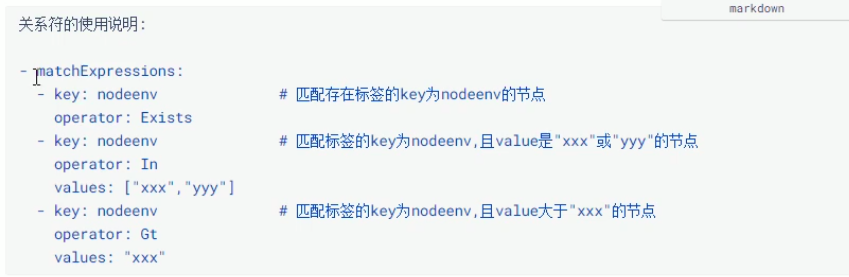 markdown
关系符的使用说明:
- matchExpressions:
  - key: nodeenv              # 匹配存在标签的key为nodeenv的节点
    operator: Exists
  - key: nodeenv              # 匹配标签的key为nodeenv,且value是"xxx"或"yyy"的节点
    operator: In
    values: ["xxx","yyy"]
  - key: nodeenv              # 匹配标签的key为nodeenv,且value大于"xxx"的节点
    operator: Gt
    values: "xxx"